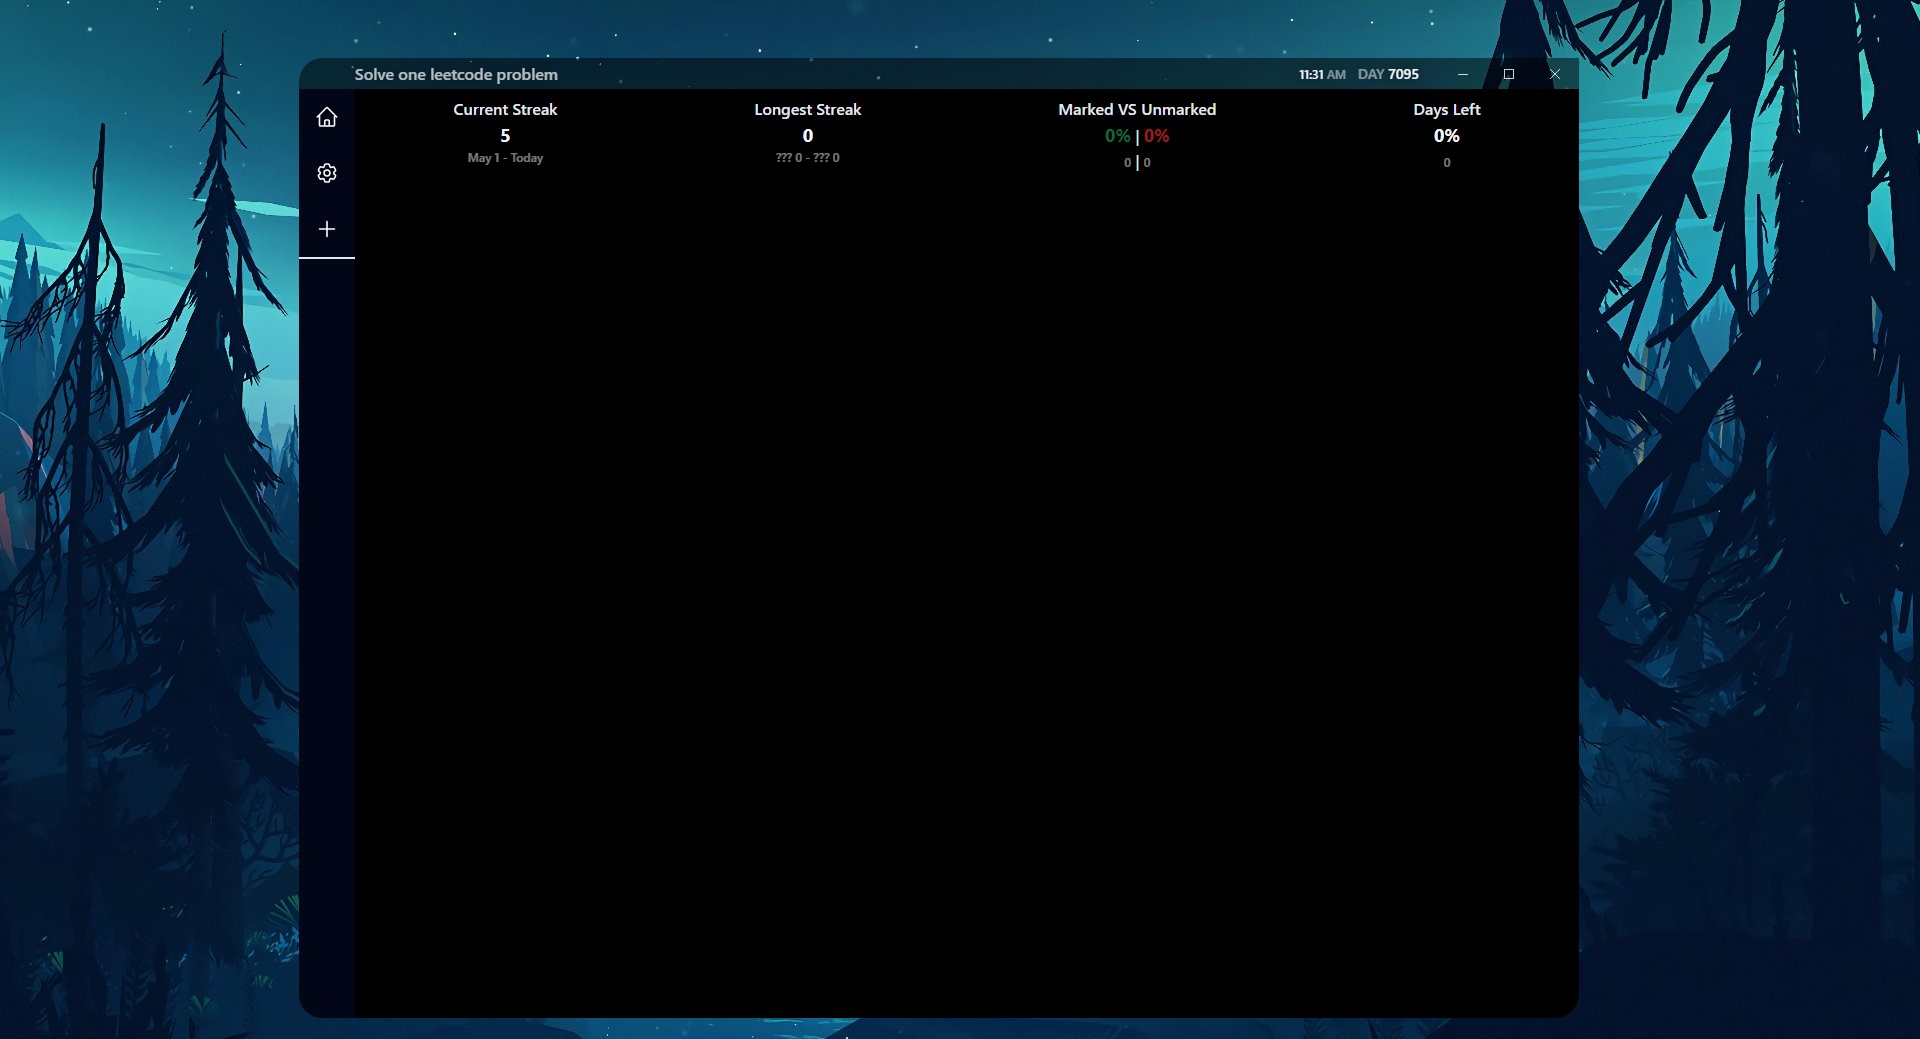 Solve one leetcode problem
11:31 AM DAY 7095
Current Streak
5
May 1 - Today
Longest Streak
0
??? 0 - ??? 0
Marked VS Unmarked
0% | 0%
0 | 0
Days Left
0%
0